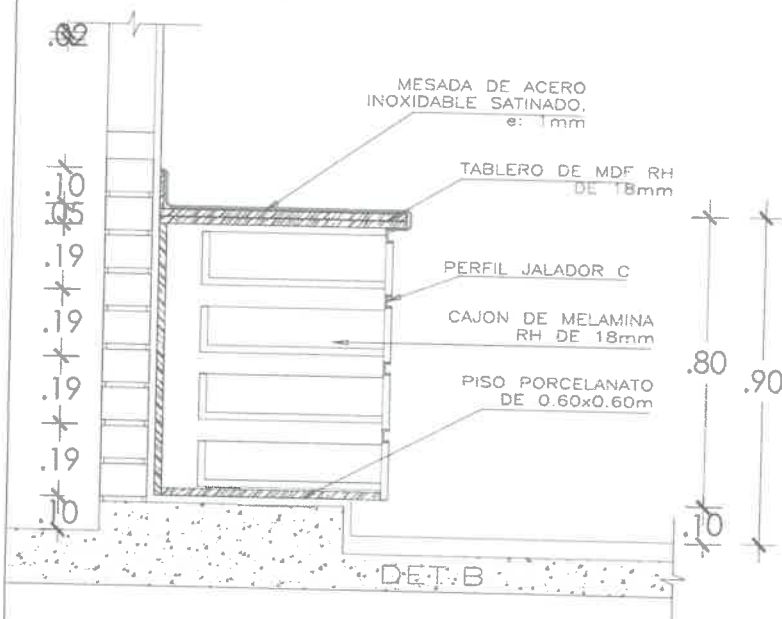 .02
MESADA DE ACERO
INOXIDABLE SATINADO,
e: 1mm
TABLERO DE MDF RH
DE 18mm
PERFIL JALADOR C
CAJON DE MELAMINA
RH DE 18mm
PISO PORCELANATO
DE 0.60x0.60m
.10
.05
.19
.19
.19
.19
.10
.80
.90
.10
DET. B